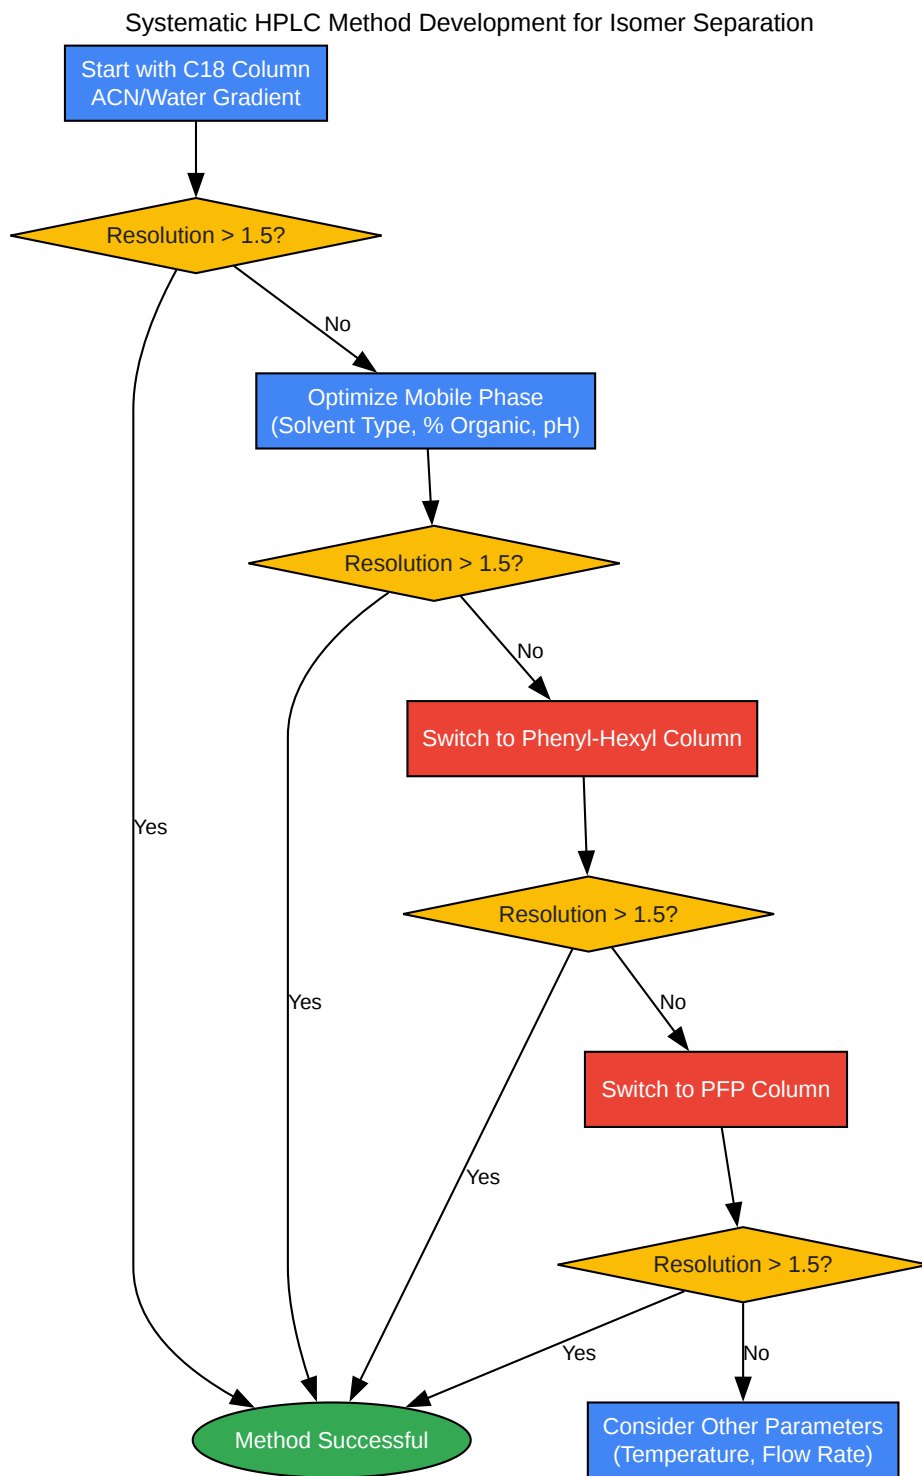 Systematic HPLC Method Development for Isomer Separation
Start with C18 Column
ACN/Water Gradient
Resolution > 1.5?
No
Optimize Mobile Phase
(Solvent Type, % Organic, pH)
Resolution > 1.5?
No
Switch to Phenyl-Hexyl Column
Yes
Resolution > 1.5?
Yes
No
Switch to PFP Column
Yes
Resolution > 1.5?
Yes
No
Method Successful
Consider Other Parameters
(Temperature, Flow Rate)